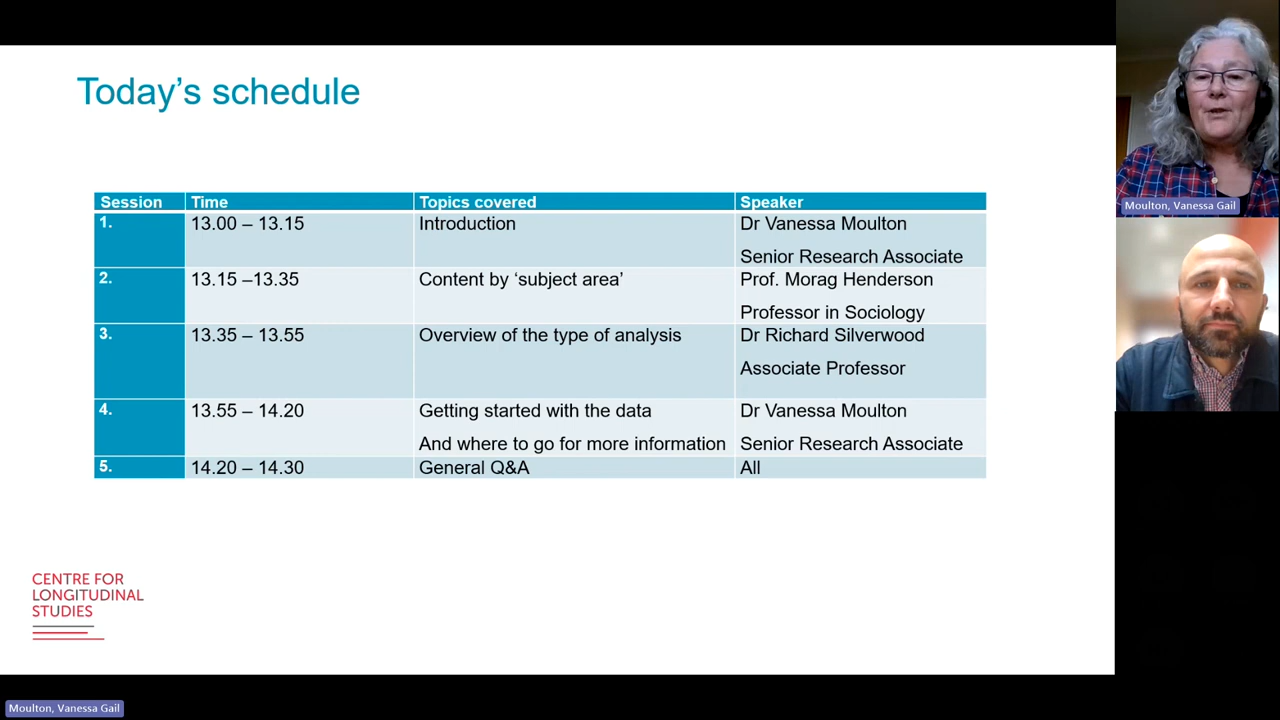 Today's schedule
Session Time Topics covered Speaker
1. 13.00 – 13.15 Introduction Dr Vanessa Moulton
Senior Research Associate
2. 13.15 –13.35 Content by ‘subject area’ Prof. Morag Henderson
Professor in Sociology
3. 13.35 – 13.55 Overview of the type of analysis Dr Richard Silverwood
Associate Professor
4. 13.55 – 14.20 Getting started with the data Dr Vanessa Moulton
And where to go for more information Senior Research Associate
5. 14.20 – 14.30 General Q&A All
CENTRE FOR
LONGITUDINAL
STUDIES
Moulton, Vanessa Gail
Moulton, Vanessa Gail